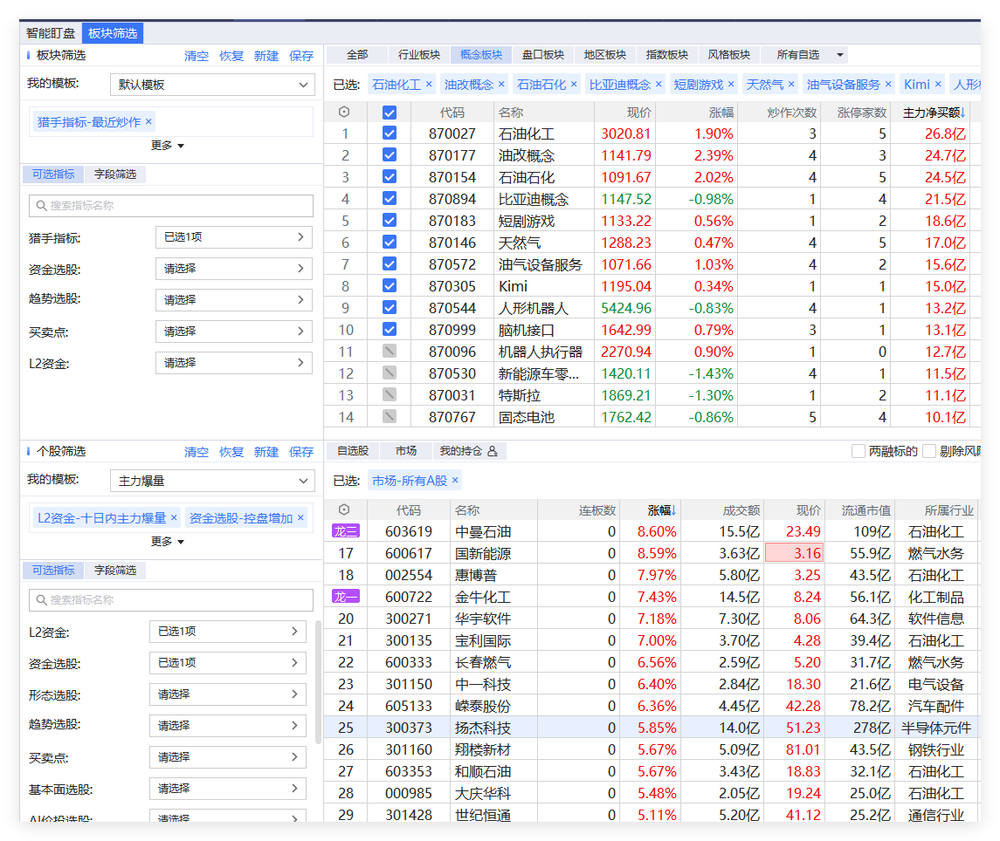 智能盯盘 板块筛选
板块筛选 清空 恢复 新建 保存
我的模板: 默认模板
猎手指标-最近炒作 ×
更多
可选指标 字段筛选
搜索指标名称
猎手指标: 已选1项
资金选股: 请选择
趋势选股: 请选择
买卖点: 请选择
L2资金: 请选择
全部 行业板块 概念板块 盘口板块 地区板块 指数板块 风格板块 所有自选
已选: 石油化工 × 油改概念 × 石油石化 × 比亚迪概念 × 短剧游戏 × 天然气 × 油气设备服务 × Kimi × 人形
代码 名称 现价 涨幅 炒作次数 涨停家数 主力净买额↓
1 870027 石油化工 3020.81 1.90% 3 5 26.8亿
2 870177 油改概念 1141.79 2.39% 4 3 24.7亿
3 870154 石油石化 1091.67 2.02% 4 5 24.5亿
4 870894 比亚迪概念 1147.52 -0.98% 1 4 21.5亿
5 870183 短剧游戏 1133.22 0.56% 1 2 18.6亿
6 870146 天然气 1288.23 0.47% 4 5 17.0亿
7 870572 油气设备服务 1071.66 1.03% 4 2 15.6亿
8 870305 Kimi 1195.04 0.34% 1 1 15.0亿
9 870544 人形机器人 5424.96 -0.83% 4 1 13.2亿
10 870999 脑机接口 1642.99 0.79% 3 1 13.1亿
11 870096 机器人执行器 2270.94 0.90% 1 0 12.7亿
12 870530 新能源车零... 1420.11 -1.43% 4 1 11.5亿
13 870031 特斯拉 1869.21 -1.30% 1 2 11.1亿
14 870767 固态电池 1762.42 -0.86% 5 4 10.1亿
个股筛选 清空 恢复 新建 保存
我的模板: 主力爆量
L2资金-十日内主力爆量 × 资金选股-控盘增加 ×
更多
可选指标 字段筛选
搜索指标名称
L2资金: 已选1项
资金选股: 已选1项
形态选股: 请选择
趋势选股: 请选择
买卖点: 请选择
基本面选股: 请选择
AI价投选股: 请选择
自选股 市场 我的持仓 两融标的 剔除风险
已选: 市场-所有A股 ×
代码 名称 连板数 涨幅↓ 成交额 现价 流通市值 所属行业
龙三 603619 中曼石油 0 8.60% 15.5亿 23.49 109亿 石油化工
17 600617 国新能源 0 8.59% 3.63亿 3.16 55.9亿 燃气水务
18 002554 惠博普 0 7.97% 5.80亿 3.25 43.5亿 石油化工
龙一 600722 金牛化工 0 7.43% 14.5亿 8.24 56.1亿 化工制品
20 300271 华宇软件 0 7.18% 7.30亿 8.06 64.3亿 软件信息
21 300135 宝利国际 0 7.00% 3.70亿 4.28 39.4亿 石油化工
22 600333 长春燃气 0 6.56% 2.59亿 5.20 31.7亿 燃气水务
23 301150 中一科技 0 6.40% 2.84亿 18.30 21.6亿 电气设备
24 605133 嵘泰股份 0 6.36% 4.45亿 42.28 78.2亿 汽车配件
25 300373 扬杰科技 0 5.85% 14.0亿 51.23 278亿 半导体元件
26 301160 翔楼新材 0 5.67% 5.09亿 81.01 43.5亿 钢铁行业
27 603353 和顺石油 0 5.67% 3.43亿 18.83 32.1亿 石油化工
28 000985 大庆华科 0 5.48% 2.05亿 19.24 25.0亿 石油化工
29 301428 世纪恒通 0 5.11% 5.20亿 41.12 25.2亿 通信行业